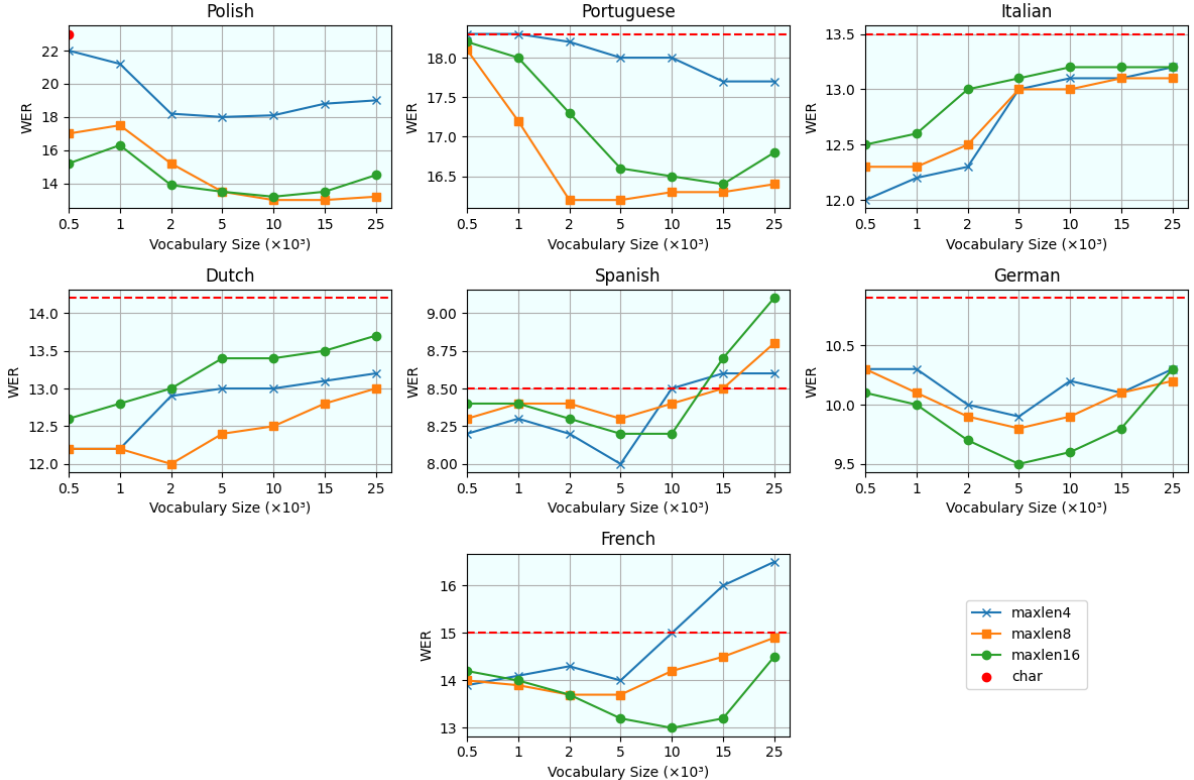 Polish
WER
22
20
18
16
14
0.5 1 2 5 10 15 25
Vocabulary Size (×10³)
Portuguese
WER
18.0
17.5
17.0
16.5
0.5 1 2 5 10 15 25
Vocabulary Size (×10³)
Italian
WER
13.5
13.0
12.5
12.0
0.5 1 2 5 10 15 25
Vocabulary Size (×10³)
Dutch
WER
14.0
13.5
13.0
12.5
12.0
0.5 1 2 5 10 15 25
Vocabulary Size (×10³)
Spanish
WER
9.00
8.75
8.50
8.25
8.00
0.5 1 2 5 10 15 25
Vocabulary Size (×10³)
German
WER
10.5
10.0
9.5
0.5 1 2 5 10 15 25
Vocabulary Size (×10³)
French
WER
16
15
14
13
0.5 1 2 5 10 15 25
Vocabulary Size (×10³)
maxlen4
maxlen8
maxlen16
char